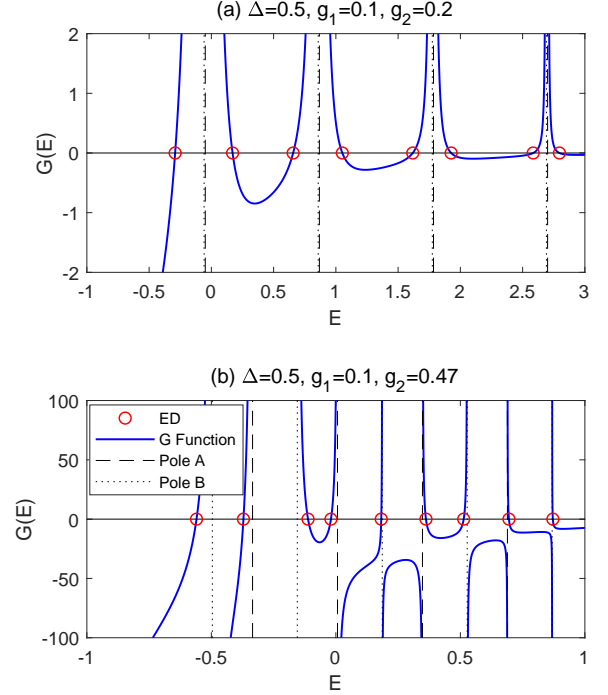 (a) Δ=0.5, g₁=0.1, g₂=0.2
2
1
0
-1
-2
G(E)
-1 -0.5 0 0.5 1 1.5 2 2.5 3
E
(b) Δ=0.5, g₁=0.1, g₂=0.47
100
50
0
-50
-100
G(E)
ED
G Function
Pole A
Pole B
-1 -0.5 0 0.5 1
E